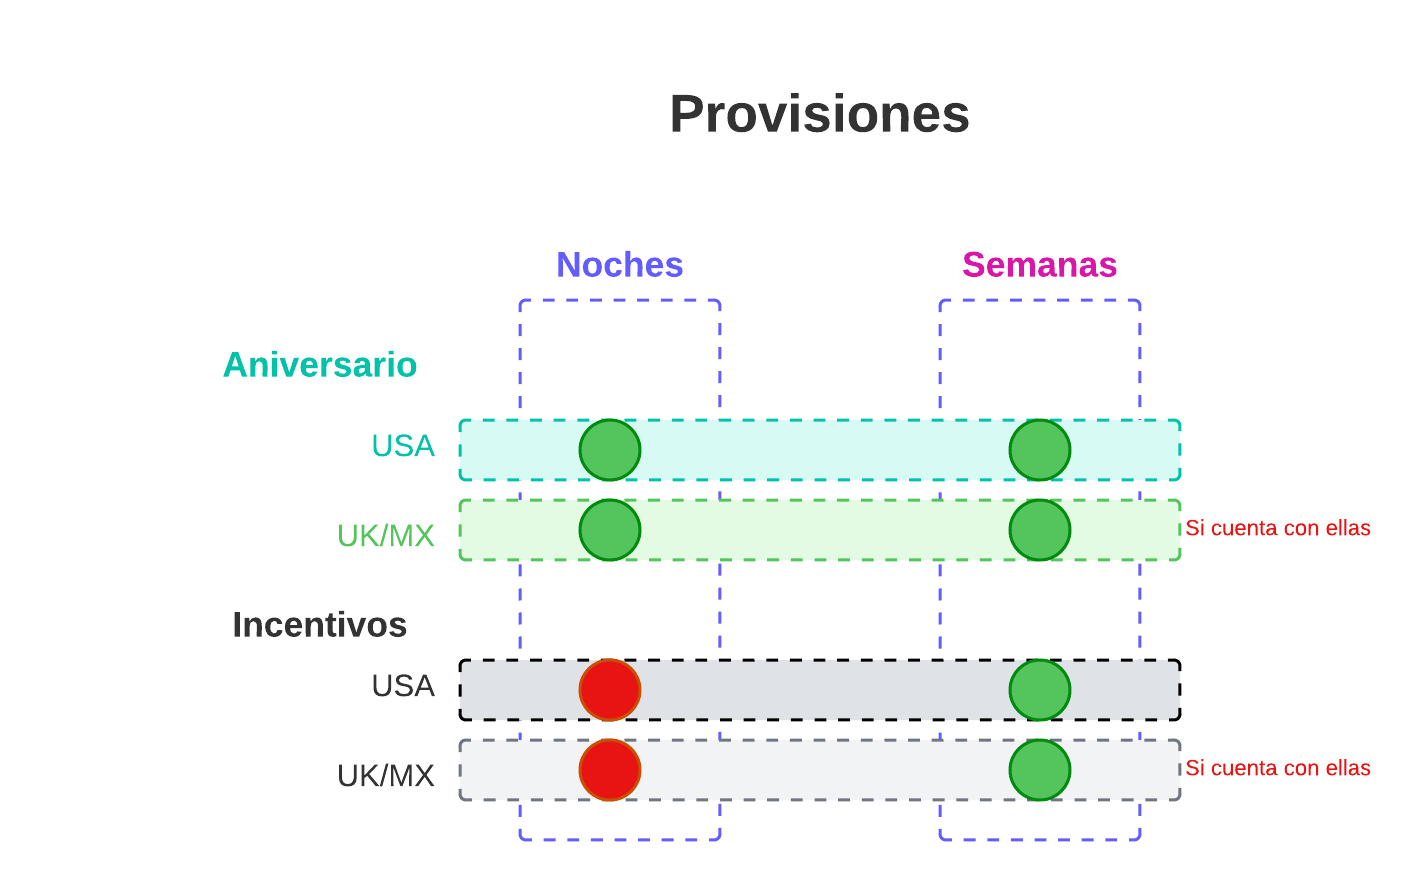 Provisiones
Noches
Semanas
Aniversario
USA
UK/MX
Si cuenta con ellas
Incentivos
USA
UK/MX
Si cuenta con ellas